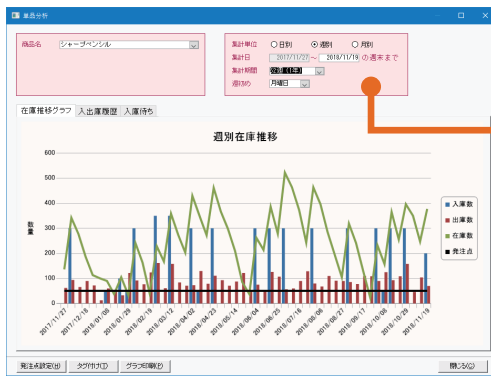 単品分析
商品名 シャープペンシル
集計単位 日別 週別 月別
集計日 2017/11/27 ～ 2018/11/19 の週末まで
集計期間
週初め 月曜日
在庫推移グラフ 入出庫履歴 入庫待ち
週別在庫推移
数量
600
500
400
300
200
100
0
入庫数
出庫数
在庫数
発注点
2017/11/27 2017/12/18 2018/01/08 2018/01/29 2018/02/19 2018/03/12 2018/04/02 2018/04/23 2018/05/14 2018/06/04 2018/06/25 2018/07/16 2018/08/06 2018/08/27 2018/09/17 2018/10/08 2018/10/29 2018/11/19
発注点設定(H) タグ付け(T) グラフ印刷(P) 閉じる(C)